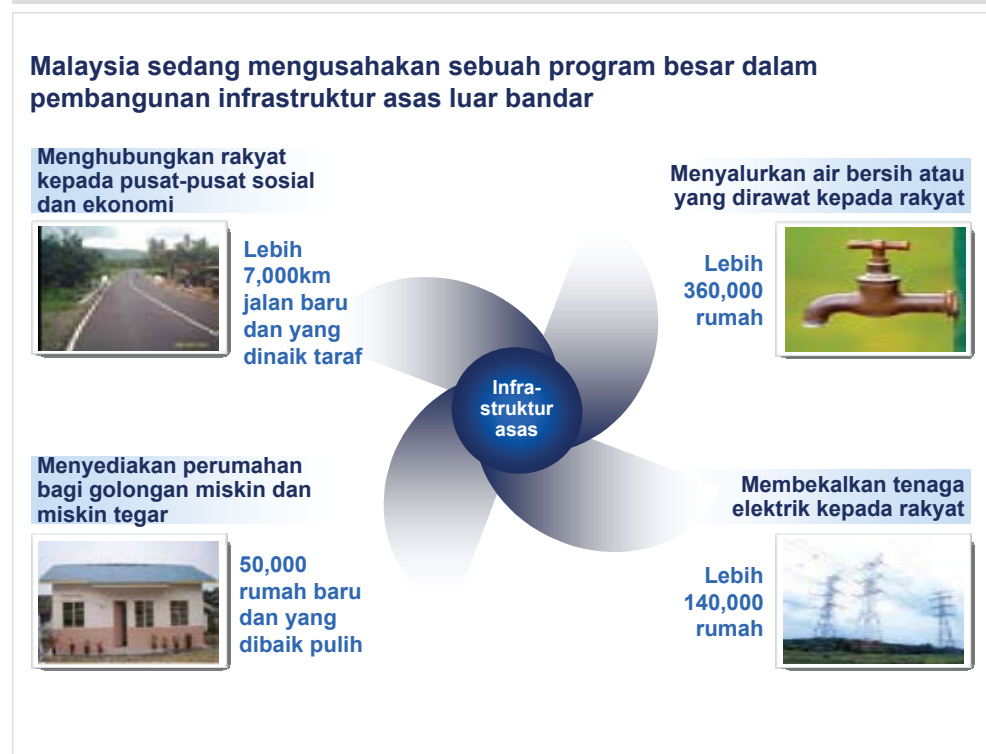 Malaysia sedang mengusahakan sebuah program besar dalam
pembangunan infrastruktur asas luar bandar
Menghubungkan rakyat
kepada pusat-pusat sosial
dan ekonomi
Lebih
7,000km
jalan baru
dan yang
dinaik taraf
Menyalurkan air bersih atau
yang dirawat kepada rakyat
Lebih
360,000
rumah
Infra-
struktur
asas
Menyediakan perumahan
bagi golongan miskin dan
miskin tegar
50,000
rumah baru
dan yang
dibaik pulih
Membekalkan tenaga
elektrik kepada rakyat
Lebih
140,000
rumah